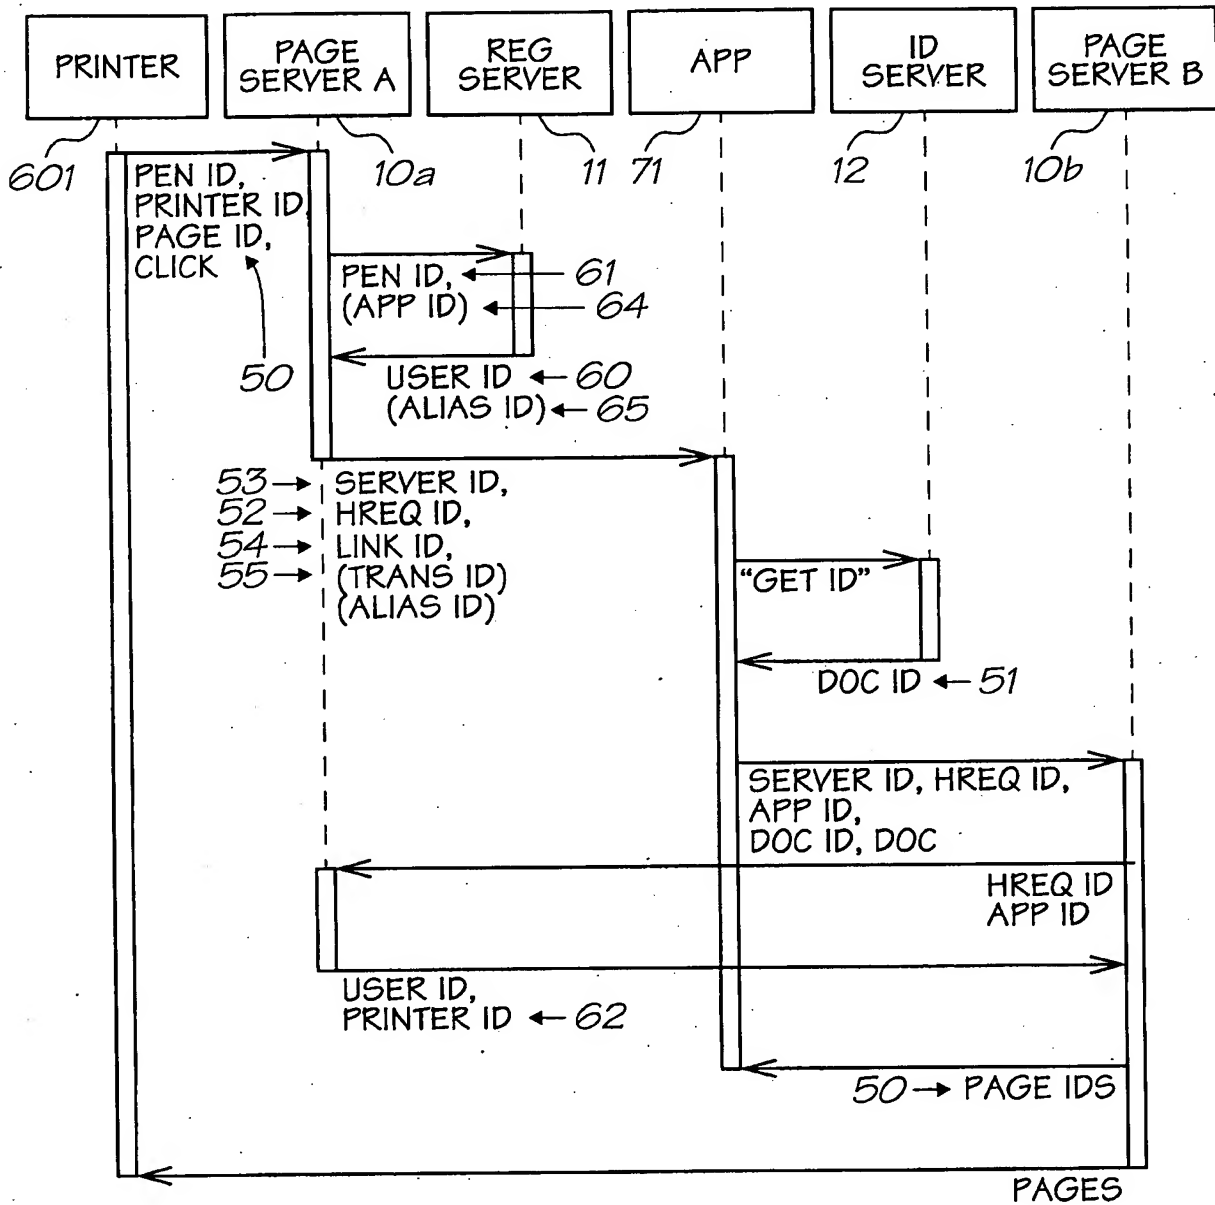 PRINTER
PAGE
SERVER A
REG
SERVER
APP
ID
SERVER
PAGE
SERVER B
601
10a
11
71
12
10b
PEN ID,
PRINTER ID
PAGE ID,
CLICK
50
PEN ID, 61
(APP ID) 64
USER ID 60
(ALIAS ID) 65
53 SERVER ID,
52 HREQ ID,
54 LINK ID,
55 (TRANS ID)
(ALIAS ID)
"GET ID"
DOC ID 51
SERVER ID, HREQ ID,
APP ID,
DOC ID, DOC
HREQ ID
APP ID
USER ID,
PRINTER ID 62
50 PAGE IDS
PAGES